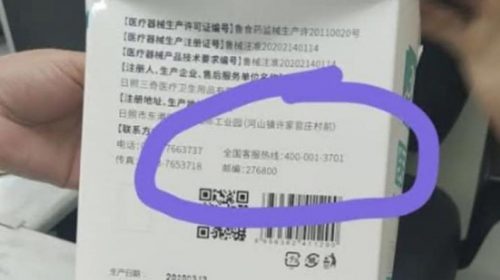 【医疗器械生产许可证编号】鲁食药监械生产许20110020号
【医疗器械生产注册证号】鲁械注准20202140114
【医疗器械产品技术要求编号】鲁械注准20202140114
【注册人、生产企业、售后服务单位名称
日照三奇医疗卫生用品有
【注册地址、生产地址
日照市东港 工业园(河山镇许家官庄村前)
【联系方
电话: 7663737 全国客服热线:400-001-3701
传真: -7653718 邮编:276800
生产日期